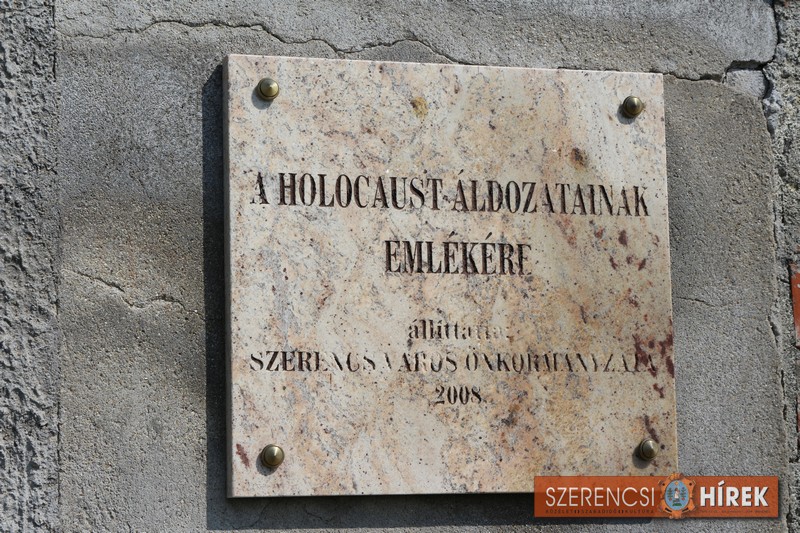 A HOLOCAUST ÁLDOZATAINAK
EMLÉKÉRE
állíttatta:
SZERENCS VÁROS ÖNKORMÁNYZATA
2008.
SZERENCSI HÍREK